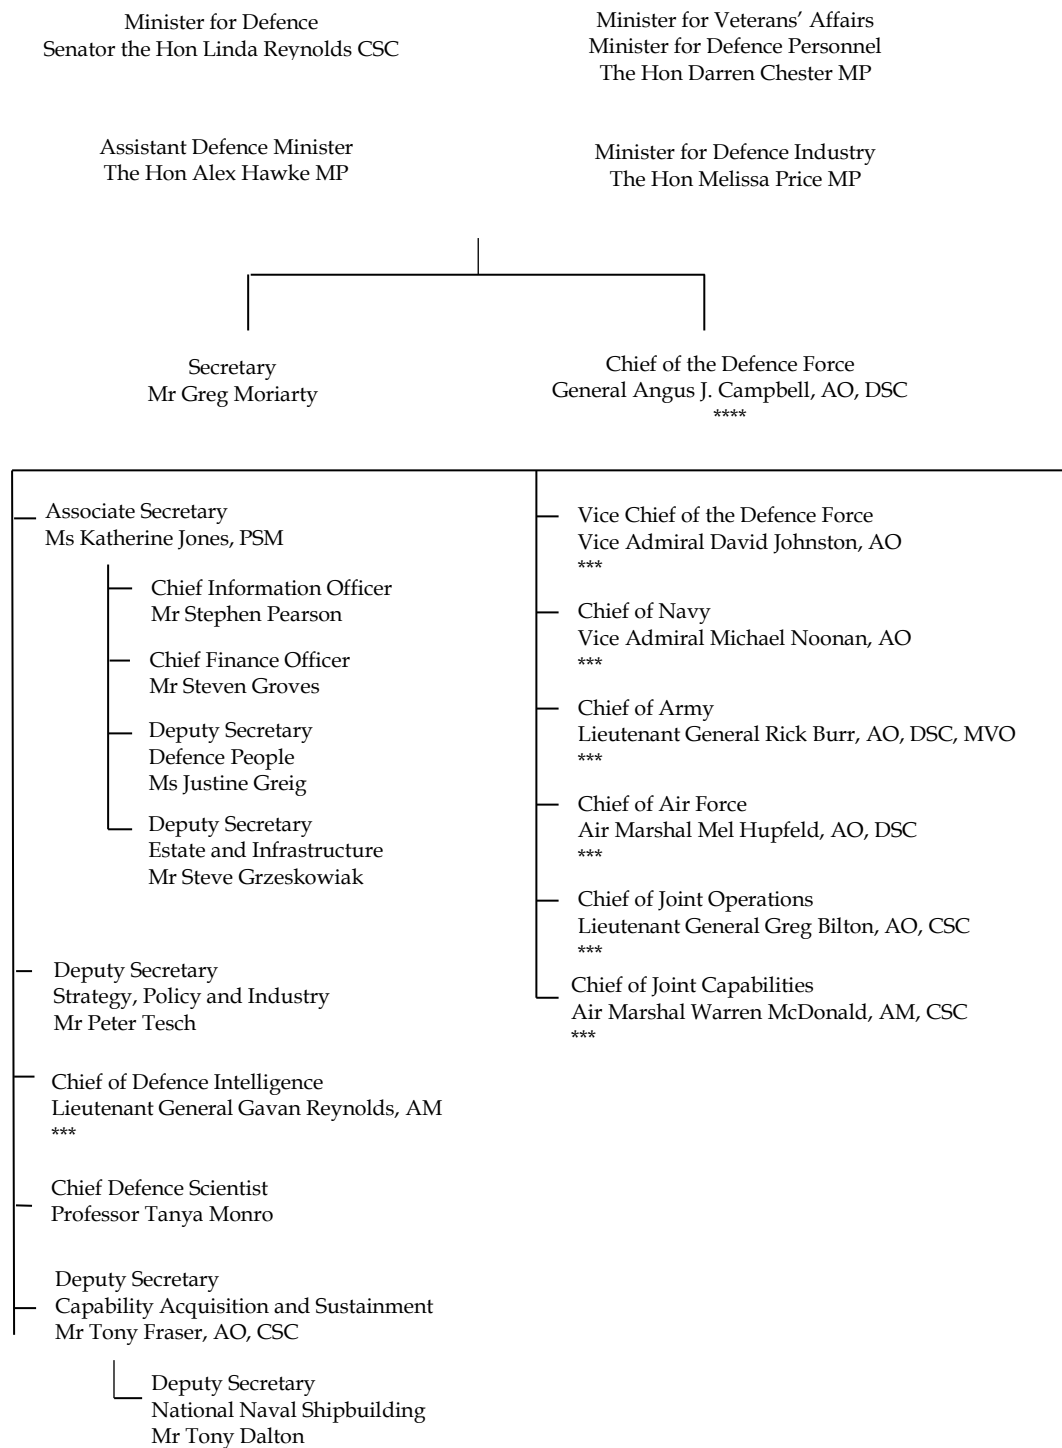 Minister for Defence
Senator the Hon Linda Reynolds CSC
Minister for Veterans’ Affairs
Minister for Defence Personnel
The Hon Darren Chester MP
Assistant Defence Minister
The Hon Alex Hawke MP
Minister for Defence Industry
The Hon Melissa Price MP
Secretary
Mr Greg Moriarty
Chief of the Defence Force
General Angus J. Campbell, AO, DSC
****
Associate Secretary
Ms Katherine Jones, PSM
Chief Information Officer
Mr Stephen Pearson
Chief Finance Officer
Mr Steven Groves
Deputy Secretary
Defence People
Ms Justine Greig
Deputy Secretary
Estate and Infrastructure
Mr Steve Grzeskowiak
Deputy Secretary
Strategy, Policy and Industry
Mr Peter Tesch
Chief of Defence Intelligence
Lieutenant General Gavan Reynolds, AM
***
Chief Defence Scientist
Professor Tanya Monro
Deputy Secretary
Capability Acquisition and Sustainment
Mr Tony Fraser, AO, CSC
Deputy Secretary
National Naval Shipbuilding
Mr Tony Dalton
Vice Chief of the Defence Force
Vice Admiral David Johnston, AO
***
Chief of Navy
Vice Admiral Michael Noonan, AO
***
Chief of Army
Lieutenant General Rick Burr, AO, DSC, MVO
***
Chief of Air Force
Air Marshal Mel Hupfeld, AO, DSC
***
Chief of Joint Operations
Lieutenant General Greg Bilton, AO, CSC
***
Chief of Joint Capabilities
Air Marshal Warren McDonald, AM, CSC
***